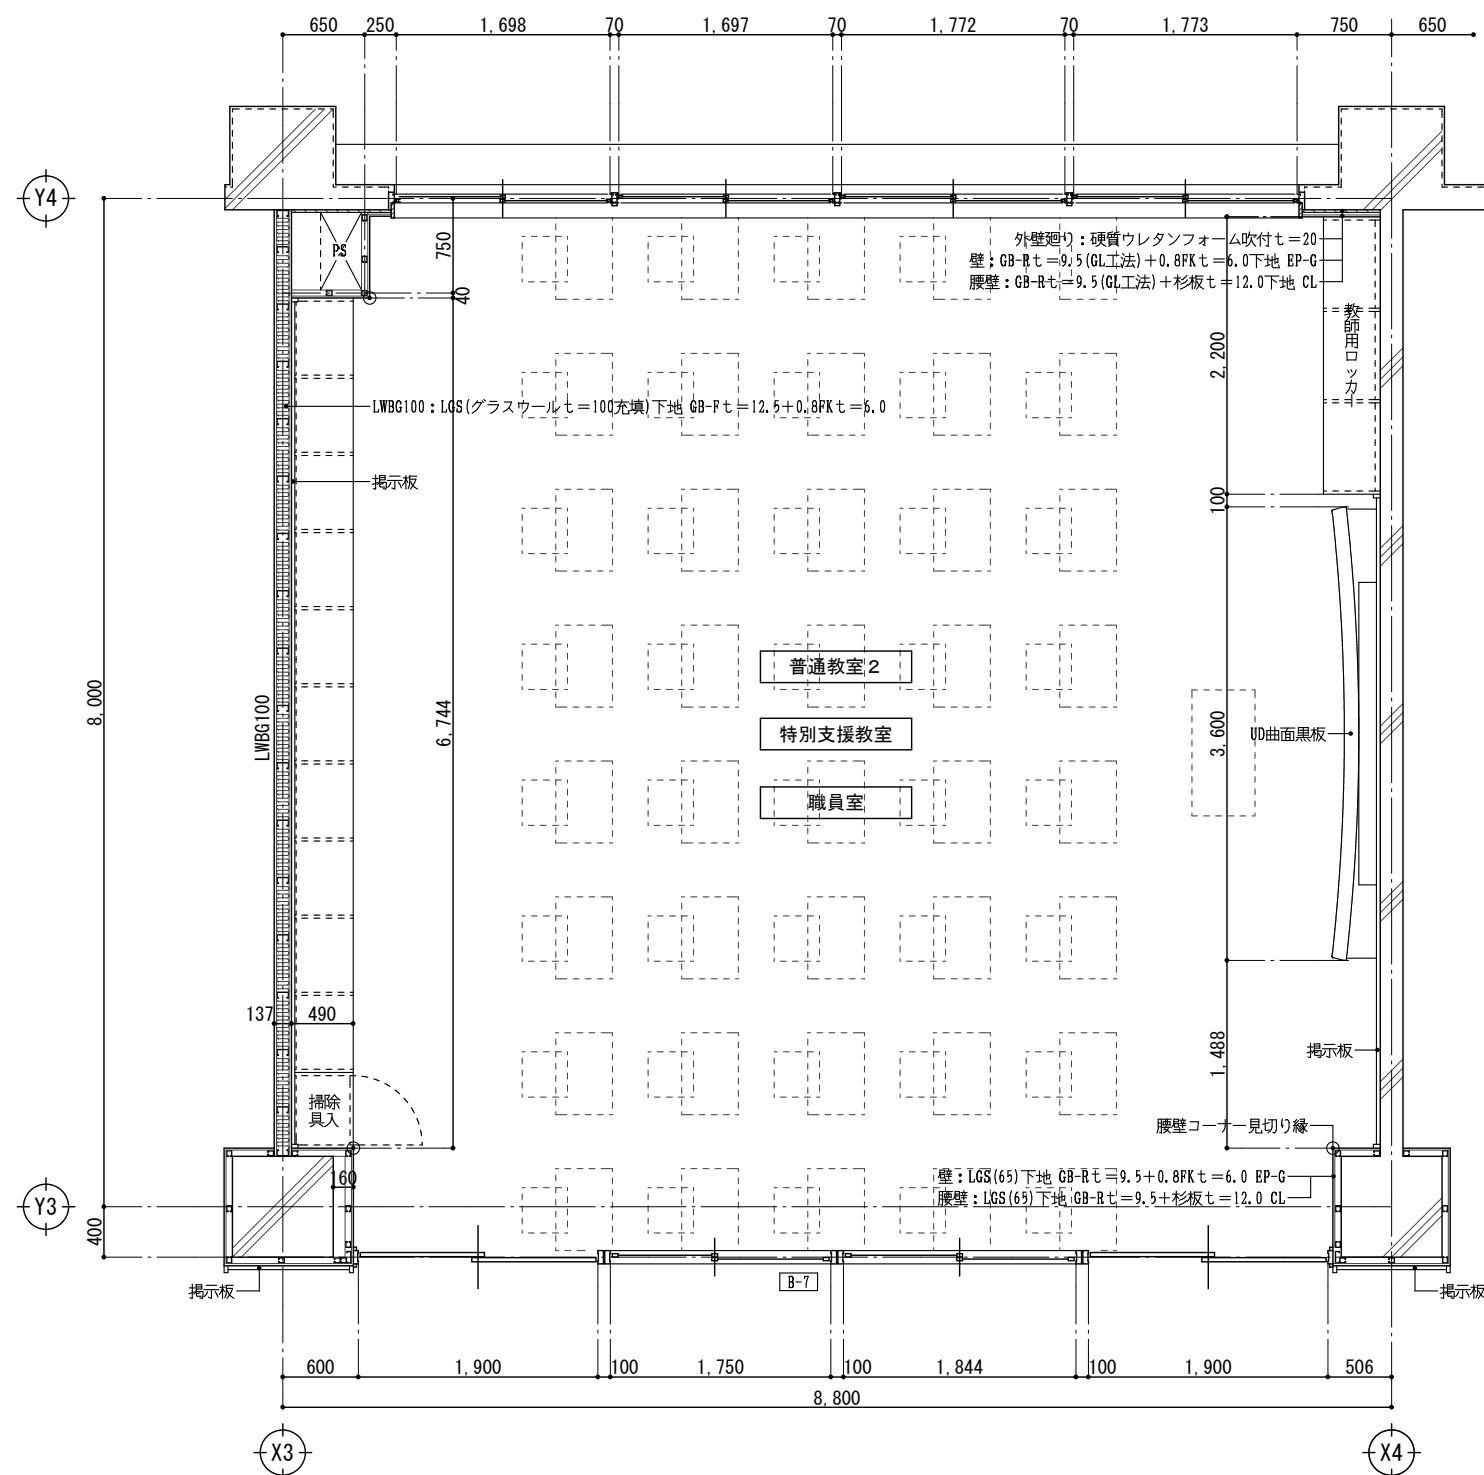 650 250 1,698 70 1,697 70 1,772 70 1,773 750 650
Y4
PS
750
40
外壁廻り：硬質ウレタンフォーム吹付ｔ＝20
壁：GB-Rｔ＝9.5(GL工法)＋0.8FKｔ＝6.0下地 EP-G
腰壁：GB-Rｔ＝9.5(GL工法)＋杉板ｔ＝12.0下地 CL
教師用ロッカー
2,200
LWBG100：LGS(グラスウールｔ＝100充填)下地 GB-Fｔ＝12.5＋0.8FKｔ＝6.0
掲示板
100
普通教室２
8,000
LWBG100
6,744
特別支援教室
3,600
UD曲面黒板
職員室
137 490
1,488
掲示板
掃除
具入
腰壁コーナー見切り縁
160
壁：LGS(65)下地 GB-Rｔ＝9.5＋0.8FKｔ＝6.0 EP-G
腰壁：LGS(65)下地 GB-Rｔ＝9.5＋杉板ｔ＝12.0 CL
Y3
400
掲示板
B-7
掲示板
600 1,900 100 1,750 100 1,844 100 1,900 506
8,800
X3
X4